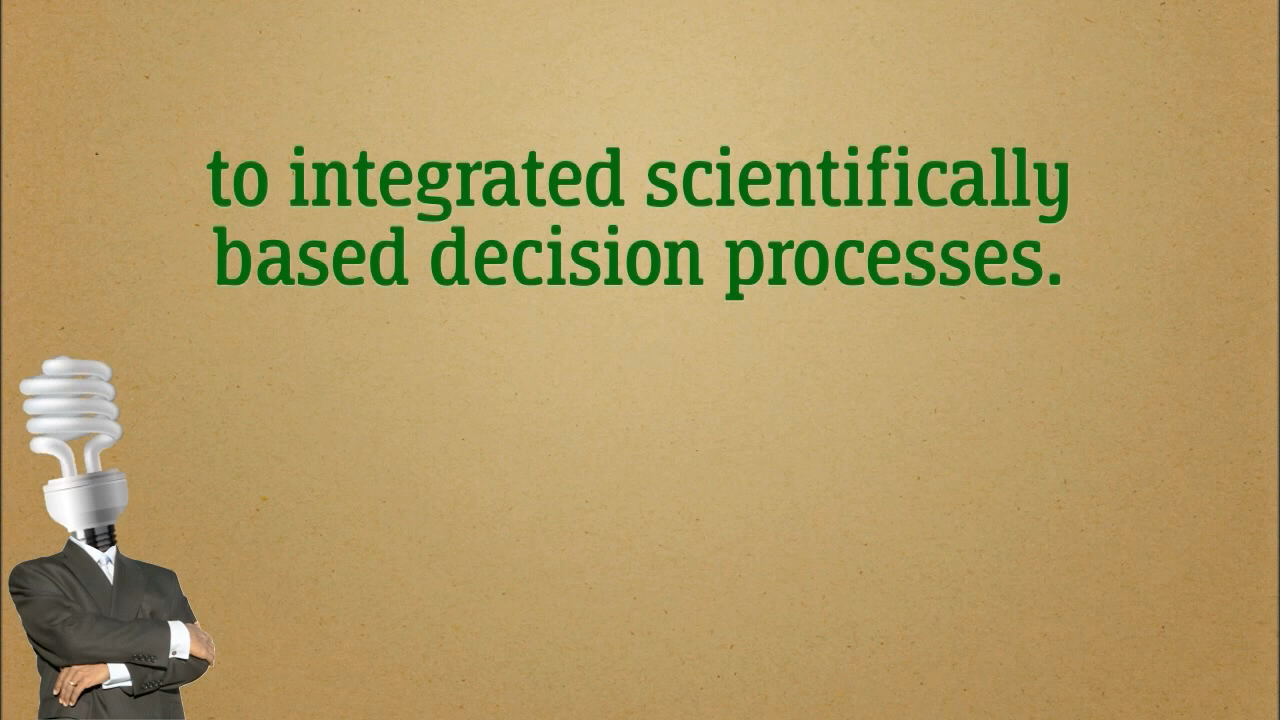 to integrated scientifically
based decision processes.